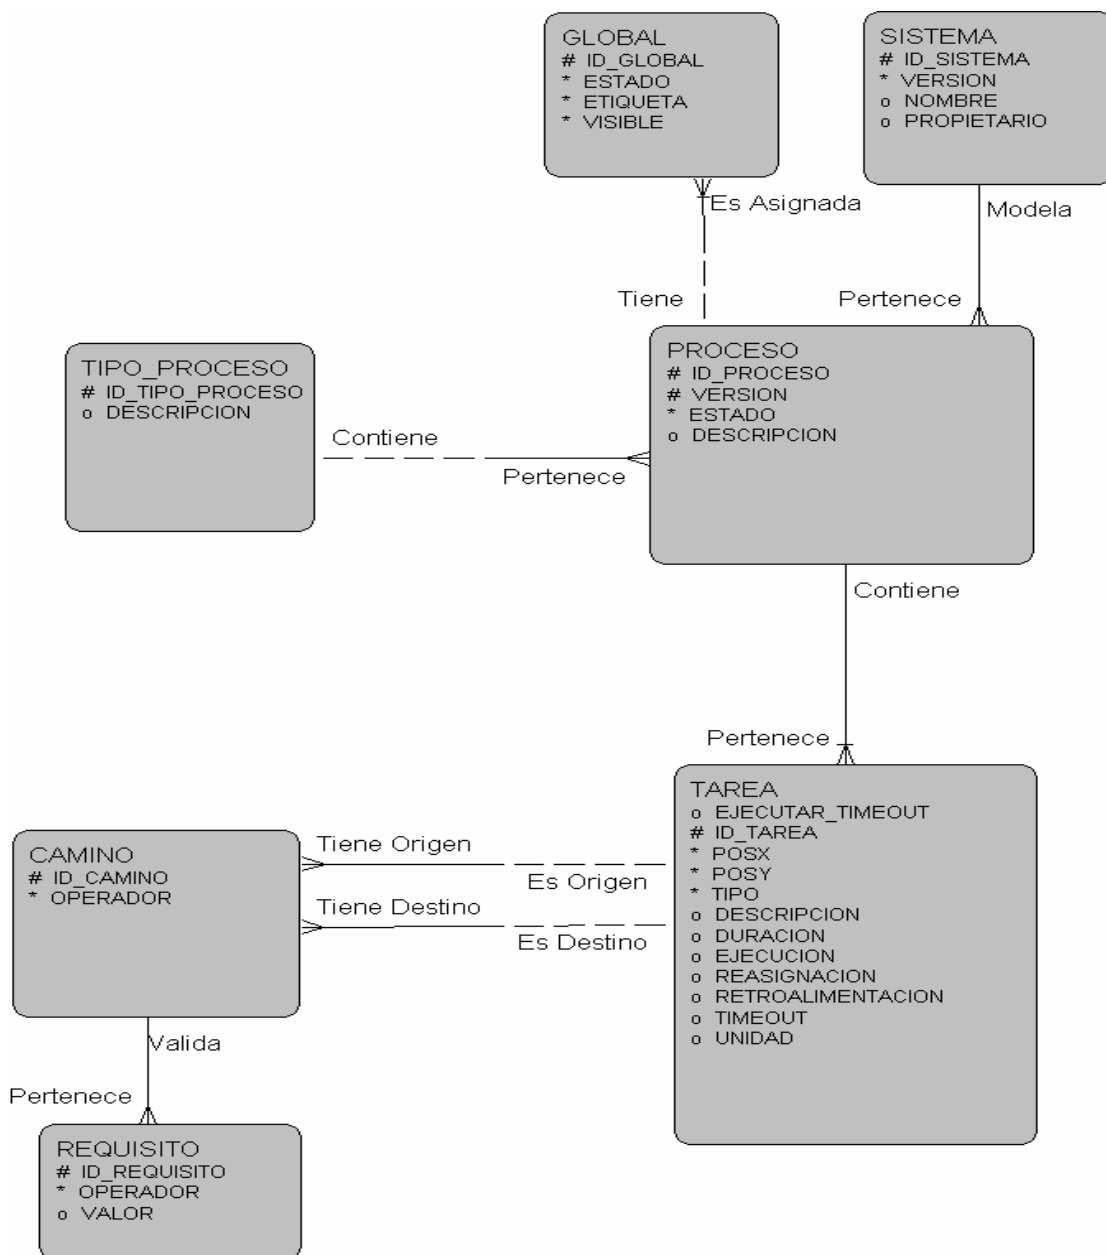 GLOBAL
# ID_GLOBAL
* ESTADO
* ETIQUETA
* VISIBLE
SISTEMA
# ID_SISTEMA
* VERSION
o NOMBRE
o PROPIETARIO
Es Asignada
Modela
Tiene
Pertenece
TIPO_PROCESO
# ID_TIPO_PROCESO
o DESCRIPCION
PROCESO
# ID_PROCESO
# VERSION
* ESTADO
o DESCRIPCION
Contiene
Pertenece
Contiene
Pertenece
TAREA
o EJECUTAR_TIMEOUT
# ID_TAREA
* POSX
* POSY
* TIPO
o DESCRIPCION
o DURACION
o EJECUCION
o REASIGNACION
o RETROALIMENTACION
o TIMEOUT
o UNIDAD
CAMINO
# ID_CAMINO
* OPERADOR
Tiene Origen
Es Origen
Tiene Destino
Es Destino
Valida
Pertenece
REQUISITO
# ID_REQUISITO
* OPERADOR
o VALOR